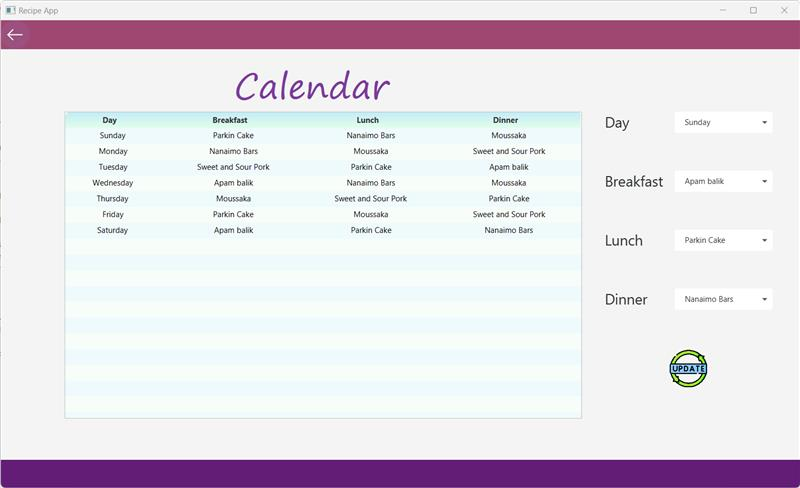 Recipe App
Calendar
Day Breakfast Lunch Dinner
Sunday Parkin Cake Nanaimo Bars Moussaka
Monday Nanaimo Bars Moussaka Sweet and Sour Pork
Tuesday Sweet and Sour Pork Parkin Cake Apam balik
Wednesday Apam balik Nanaimo Bars Moussaka
Thursday Moussaka Sweet and Sour Pork Parkin Cake
Friday Parkin Cake Moussaka Sweet and Sour Pork
Saturday Apam balik Parkin Cake Nanaimo Bars
Day Sunday
Breakfast Apam balik
Lunch Parkin Cake
Dinner Nanaimo Bars
UPDATE